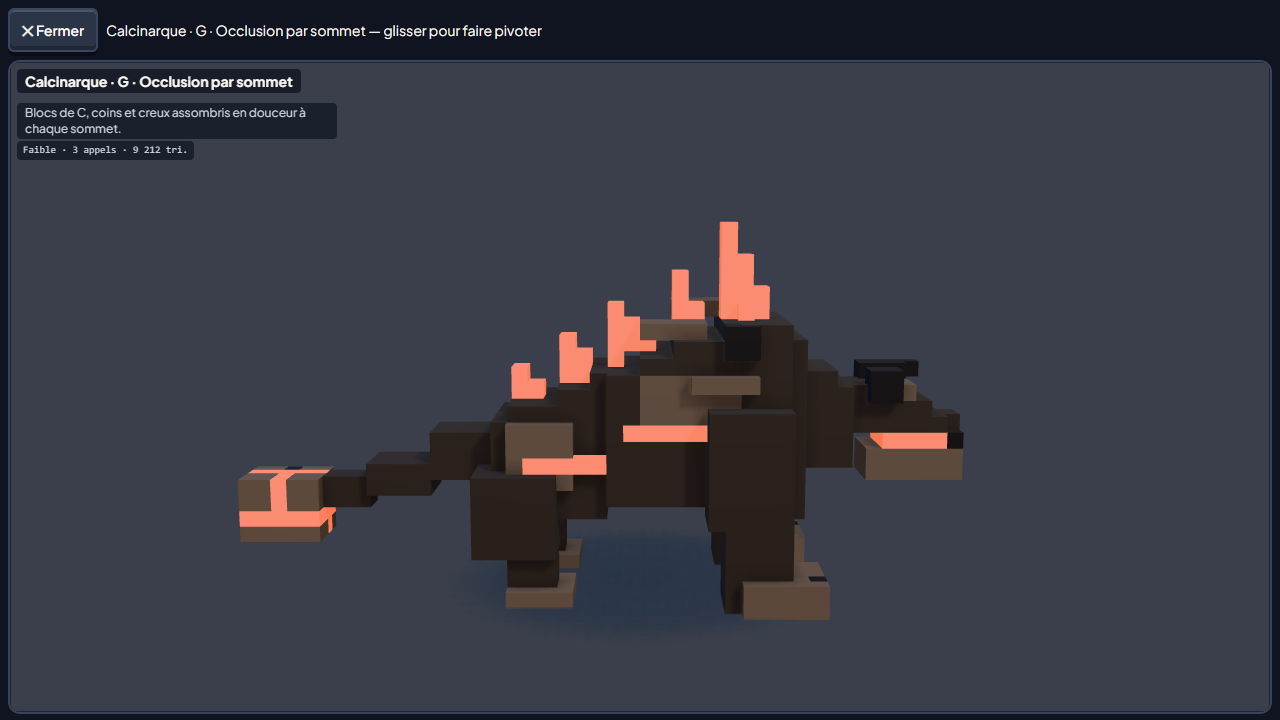 Fermer
Calcinarque · G · Occlusion par sommet — glisser pour faire pivoter
Calcinarque · G · Occlusion par sommet
Blocs de C, coins et creux assombris en douceur à
chaque sommet.
Faible · 3 appels · 9 212 tri.